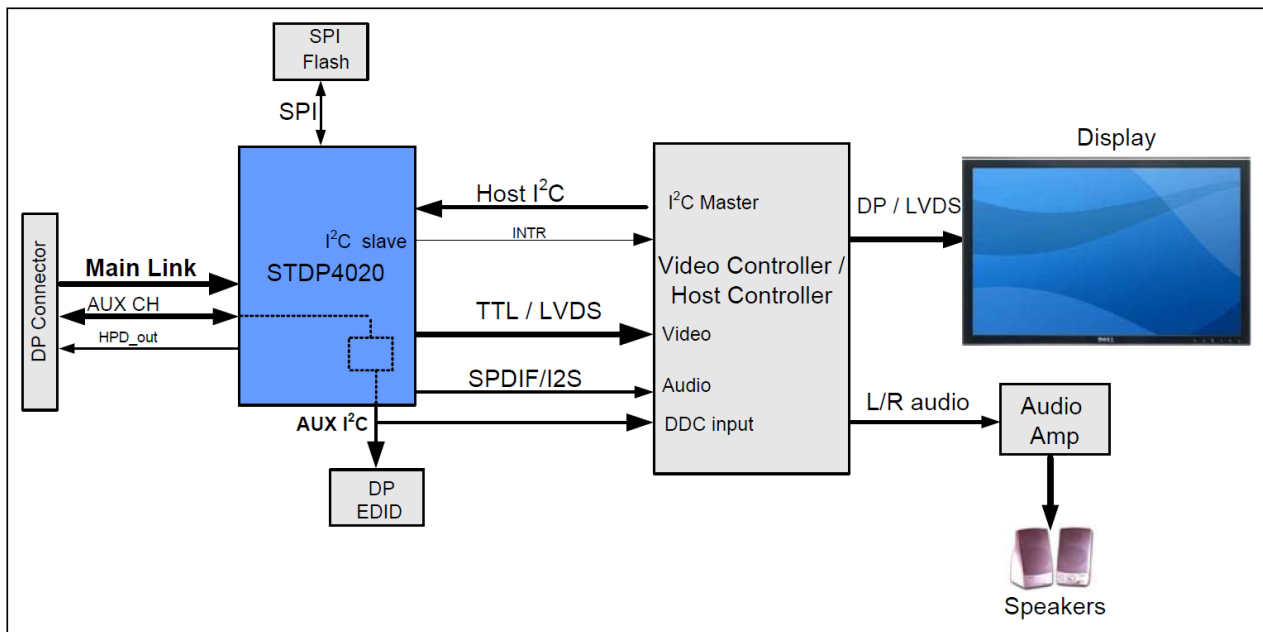 SPI
Flash
SPI
Display
Host I²C
I²C Master
DP / LVDS
I²C slave
INTR
STDP4020
Video Controller /
Host Controller
DP Connector
Main Link
AUX CH
HPD_out
TTL / LVDS
Video
DELL
SPDIF/I2S
Audio
L/R audio
Audio
Amp
AUX I²C
DDC input
DP
EDID
Speakers